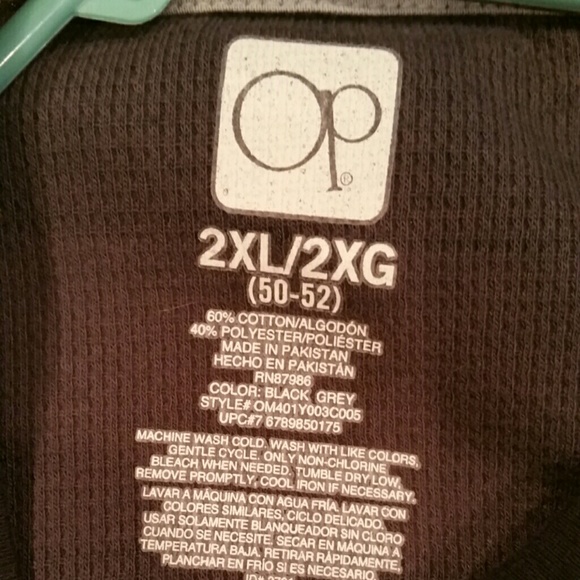 Op®
2XL/2XG
(50-52)
60% COTTON/ALGODÓN
40% POLYESTER/POLIÉSTER
MADE IN PAKISTAN
HECHO EN PAKISTÁN
RN87986
COLOR: BLACK GREY
STYLE# OM401Y003C005
UPC#7 6789850175
MACHINE WASH COLD. WASH WITH LIKE COLORS,
GENTLE CYCLE. ONLY NON-CHLORINE
BLEACH WHEN NEEDED. TUMBLE DRY LOW,
REMOVE PROMPTLY, COOL IRON IF NECESSARY.
LAVAR A MÁQUINA CON AGUA FRÍA. LAVAR CON
COLORES SIMILARES, CICLO DELICADO.
USAR SOLAMENTE BLANQUEADOR SIN CLORO
CUANDO SE NECESITE. SECAR EN MÁQUINA A
TEMPERATURA BAJA. RETIRAR RÁPIDAMENTE,
PLANCHAR EN FRÍO SI ES NECESARIO.